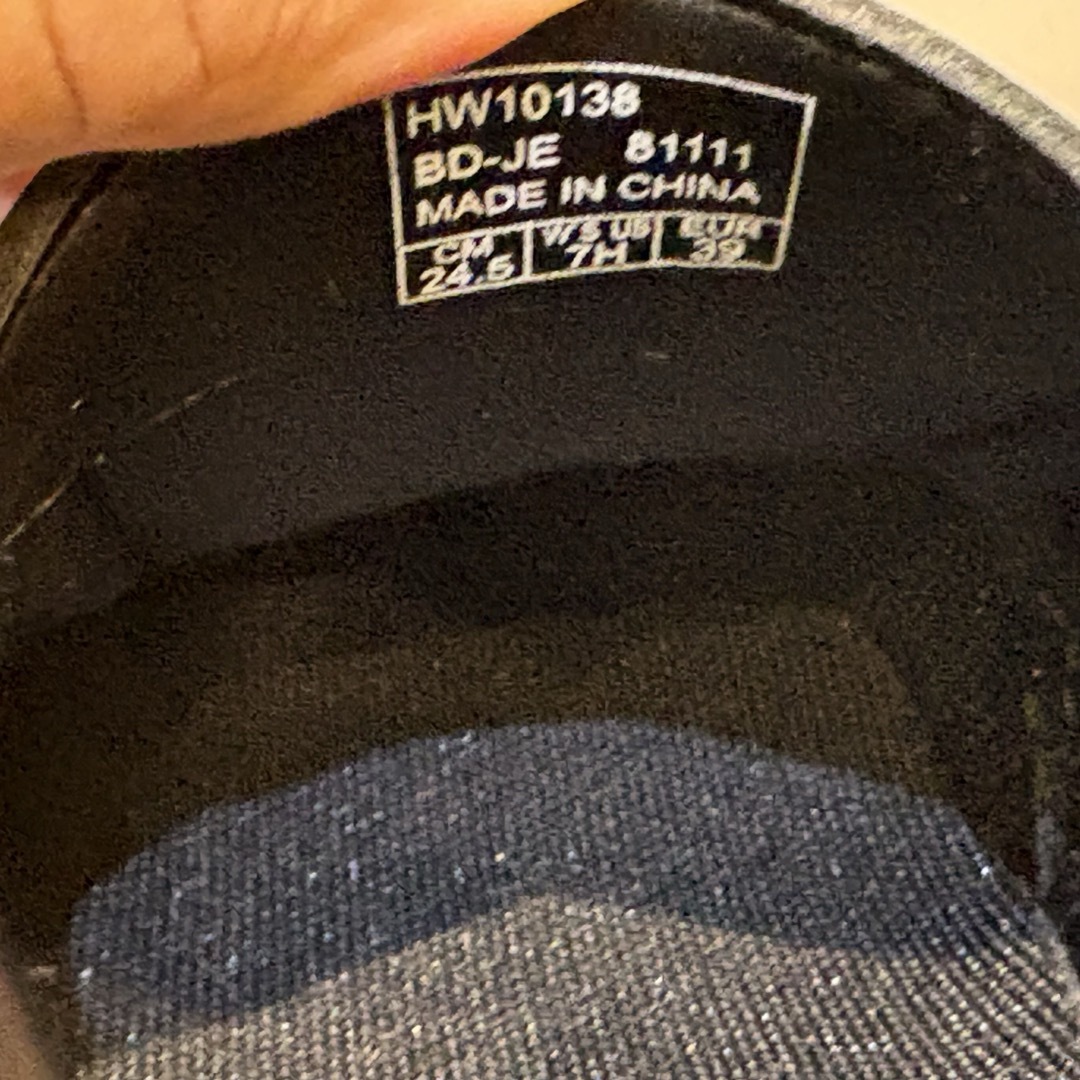 HW10138
BD-JE 81111
MADE IN CHINA
CM W'S US EUR
24.5 7H 39